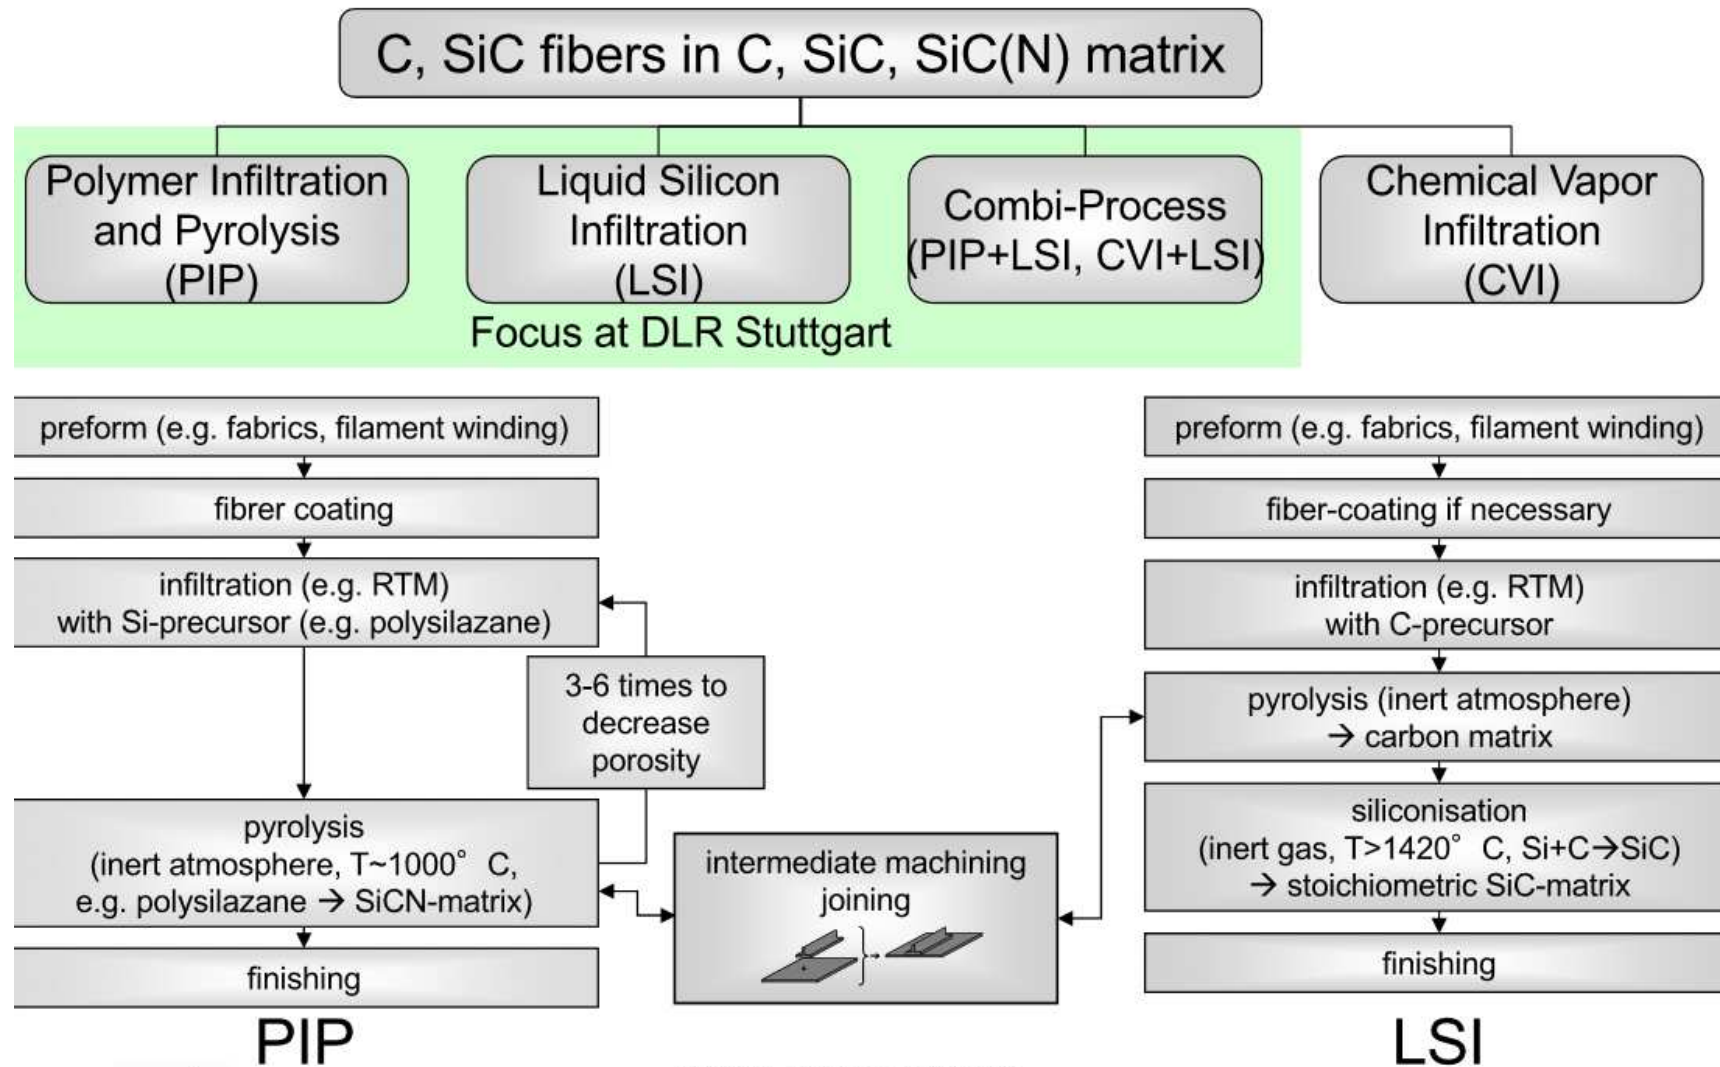 C, SiC fibers in C, SiC, SiC(N) matrix
Polymer Infiltration
and Pyrolysis
(PIP)
Liquid Silicon
Infiltration
(LSI)
Combi-Process
(PIP+LSI, CVI+LSI)
Chemical Vapor
Infiltration
(CVI)
Focus at DLR Stuttgart
preform (e.g. fabrics, filament winding)
fibrer coating
infiltration (e.g. RTM)
with Si-precursor (e.g. polysilazane)
3-6 times to
decrease
porosity
pyrolysis
(inert atmosphere, T~1000° C,
e.g. polysilazane → SiCN-matrix)
finishing
PIP
intermediate machining
joining
preform (e.g. fabrics, filament winding)
fiber-coating if necessary
infiltration (e.g. RTM)
with C-precursor
pyrolysis (inert atmosphere)
→ carbon matrix
siliconisation
(inert gas, T>1420° C, Si+C→SiC)
→ stoichiometric SiC-matrix
finishing
LSI